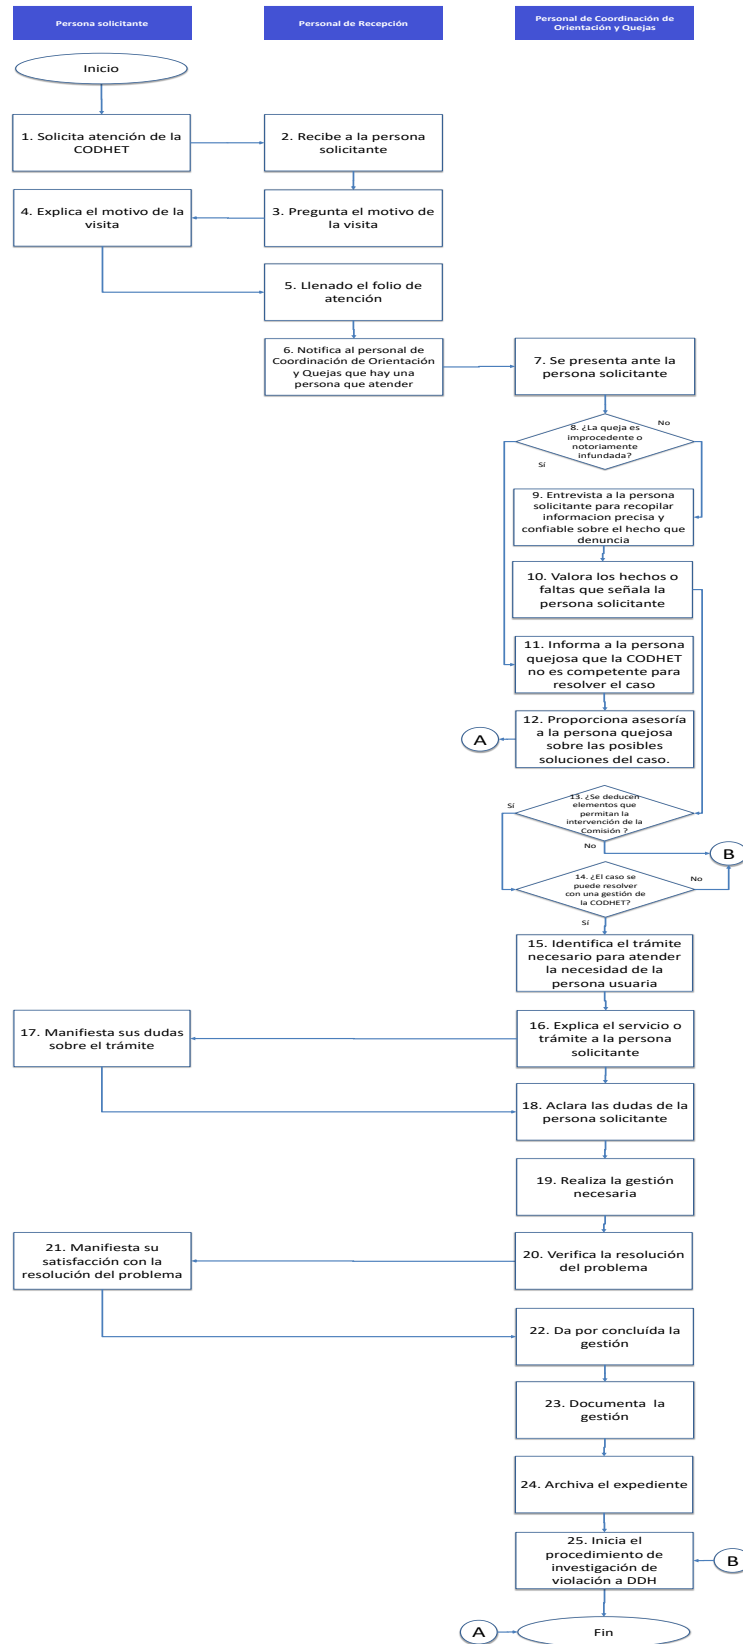 Persona solicitante
Personal de Recepción
Personal de Coordinación de
Orientación y Quejas
Inicio
1. Solicita atención de la
CODHET
2. Recibe a la persona
solicitante
4. Explica el motivo de la
visita
3. Pregunta el motivo de
la visita
5. Llenado el folio de
atención
6. Notifica al personal de
Coordinación de Orientación
y Quejas que hay una
persona que atender
7. Se presenta ante la
persona solicitante
8. ¿La queja es
improcedente o
notoriamente
infundada?
No
Sí
9. Entrevista a la persona
solicitante para recopilar
informacion precisa y
confiable sobre el hecho que
denuncia
10. Valora los hechos o
faltas que señala la
persona solicitante
11. Informa a la persona
quejosa que la CODHET
no es competente para
resolver el caso
12. Proporciona asesoría
a la persona quejosa
sobre las posibles
soluciones del caso.
A
13. ¿Se deducen
elementos que
permitan la
intervención de la
Comisión ?
Sí
No
B
14. ¿El caso se
puede resolver
con una gestión de
la CODHET?
No
Sí
15. Identifica el trámite
necesario para atender
la necesidad de la
persona usuaria
17. Manifiesta sus dudas
sobre el trámite
16. Explica el servicio o
trámite a la persona
solicitante
18. Aclara las dudas de la
persona solicitante
19. Realiza la gestión
necesaria
21. Manifiesta su
satisfacción con la
resolución del problema
20. Verifica la resolución
del problema
22. Da por concluída la
gestión
23. Documenta la
gestión
24. Archiva el expediente
25. Inicia el
procedimiento de
investigación de
violación a DDH
B
A
Fin